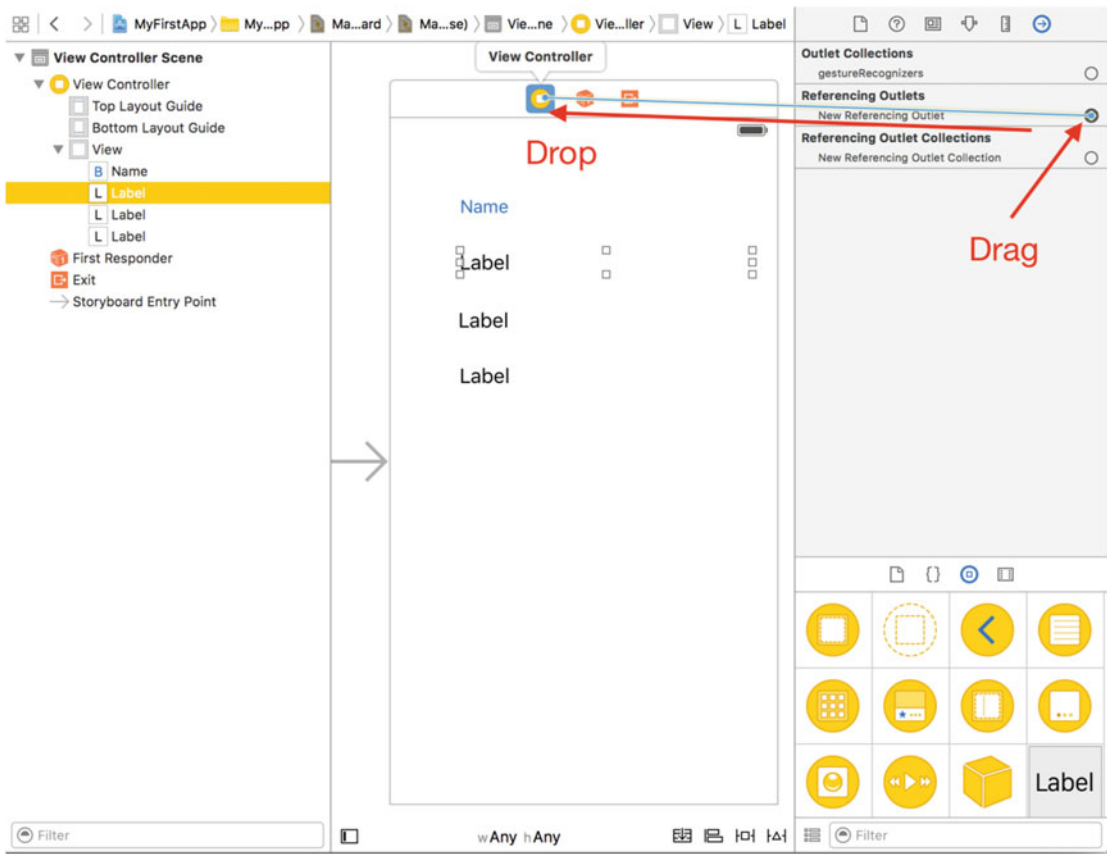 MyFirstApp My...pp Ma...ard Ma...se) Vie...ne Vie...ller View L Label
View Controller Scene
View Controller
Top Layout Guide
Bottom Layout Guide
View
B Name
L Label
L Label
L Label
First Responder
Exit
Storyboard Entry Point
Filter
View Controller
Drop
Name
Label
Label
Label
wAny hAny
Outlet Collections
gestureRecognizers
Referencing Outlets
New Referencing Outlet
Referencing Outlet Collections
New Referencing Outlet Collection
Drag
{}
Label
Filter